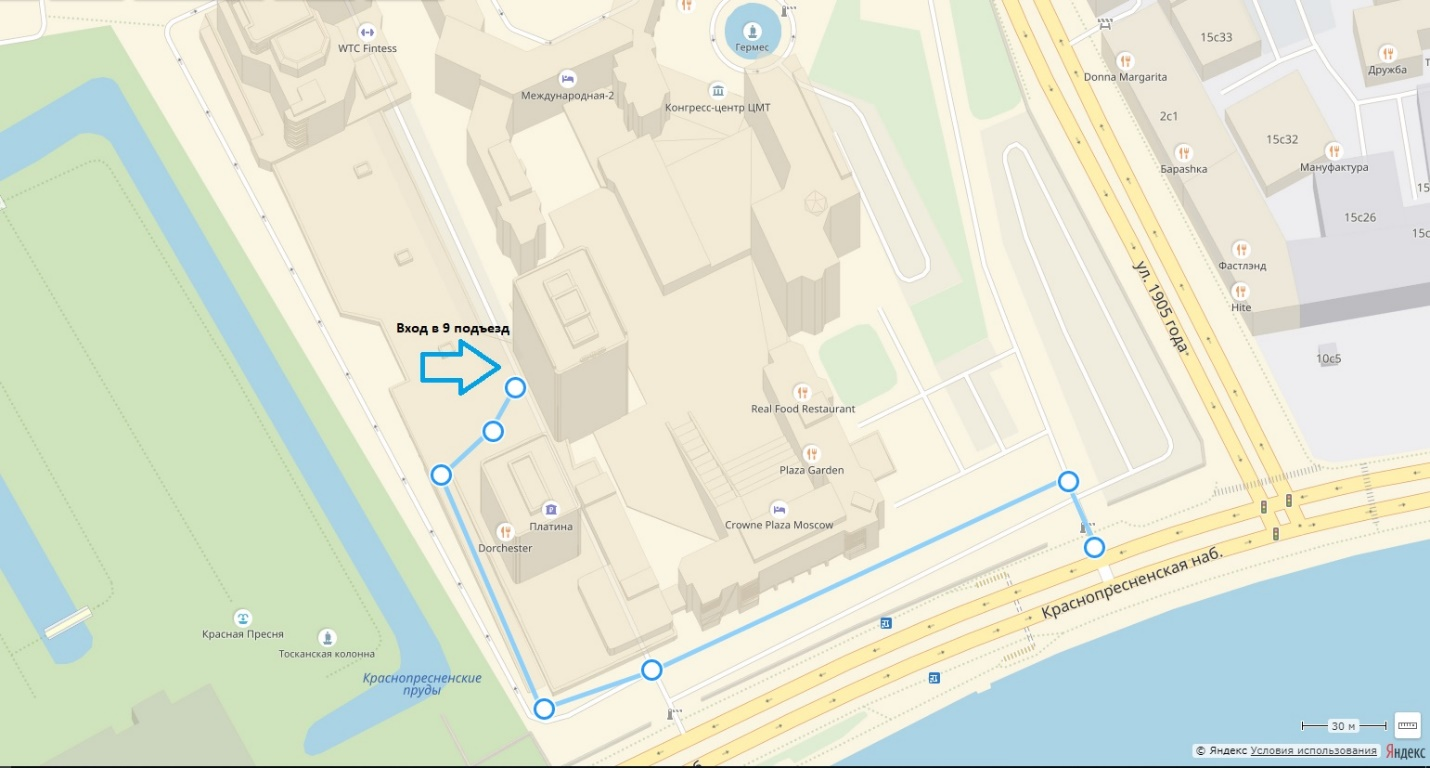 WTC Fintess
Гермес
Международная-2
Конгресс-центр ЦМТ
Donna Margarita
15с33
Дружба
2с1
15с32
Бараshka
Мануфактура
15с26
Фастлэнд
Hite
ул. 1905 года
10с5
Вход в 9 подъезд
Real Food Restaurant
Plaza Garden
Crowne Plaza Moscow
Платина
Dorchester
Краснопресненская наб.
Красная Пресня
Тосканская колонна
Краснопресненские
пруды
30 м
© Яндекс Условия использования Яндекс